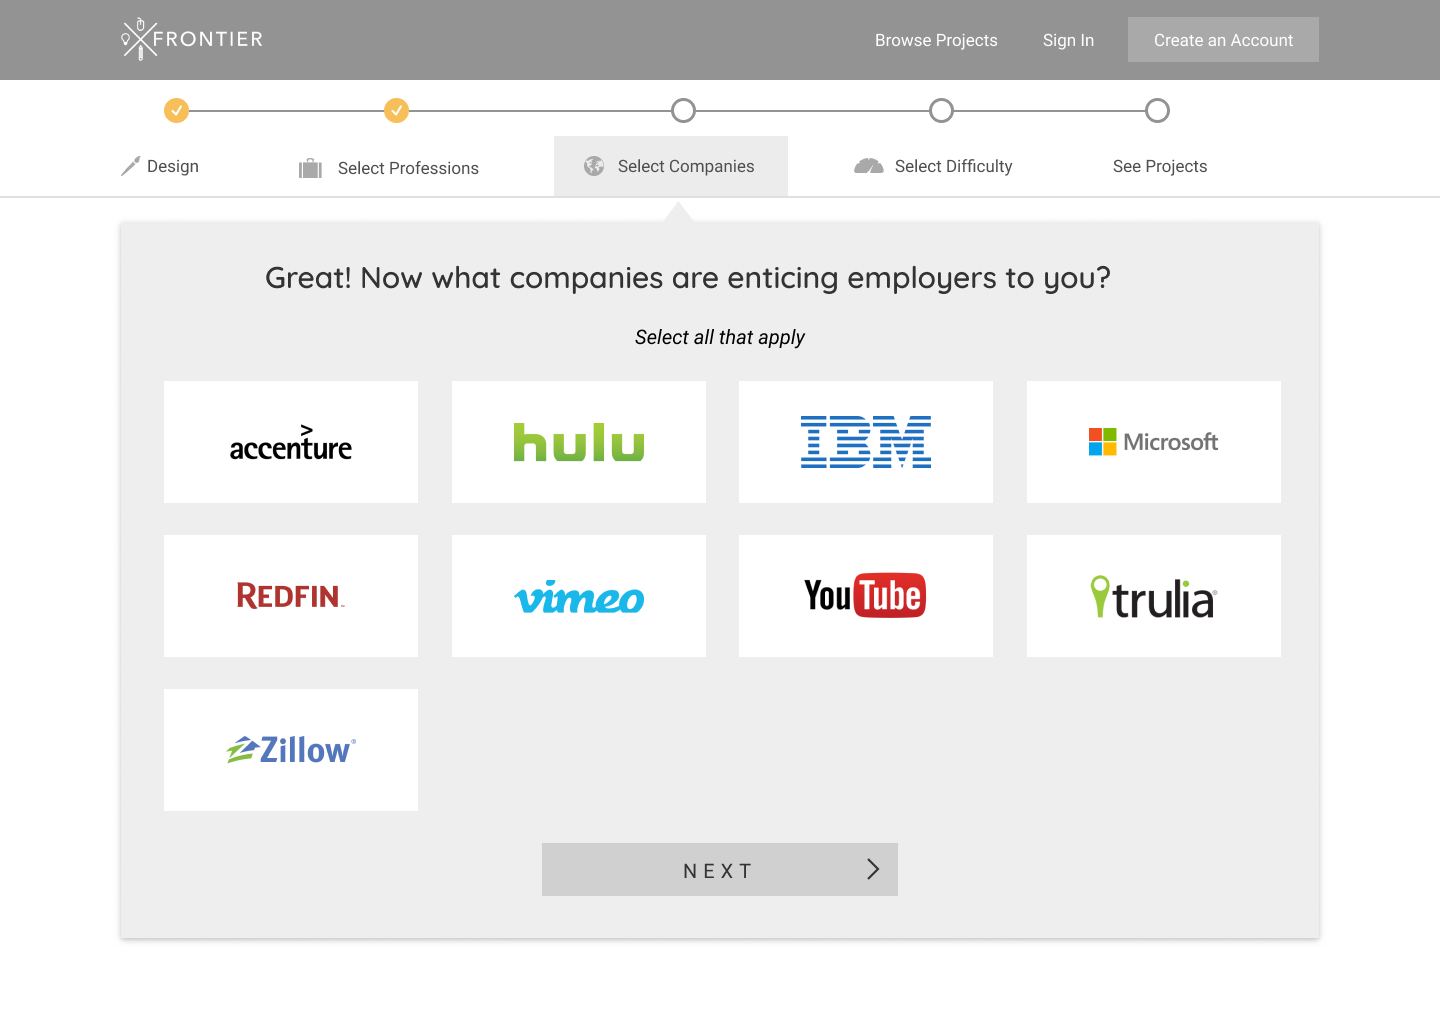 FRONTIER
Browse Projects
Sign In
Create an Account
Design
Select Professions
Select Companies
Select Difficulty
See Projects
Great! Now what companies are enticing employers to you?
Select all that apply
accenture
hulu
IBM
Microsoft
REDFIN™
vimeo
YouTube
trulia®
Zillow®
NEXT